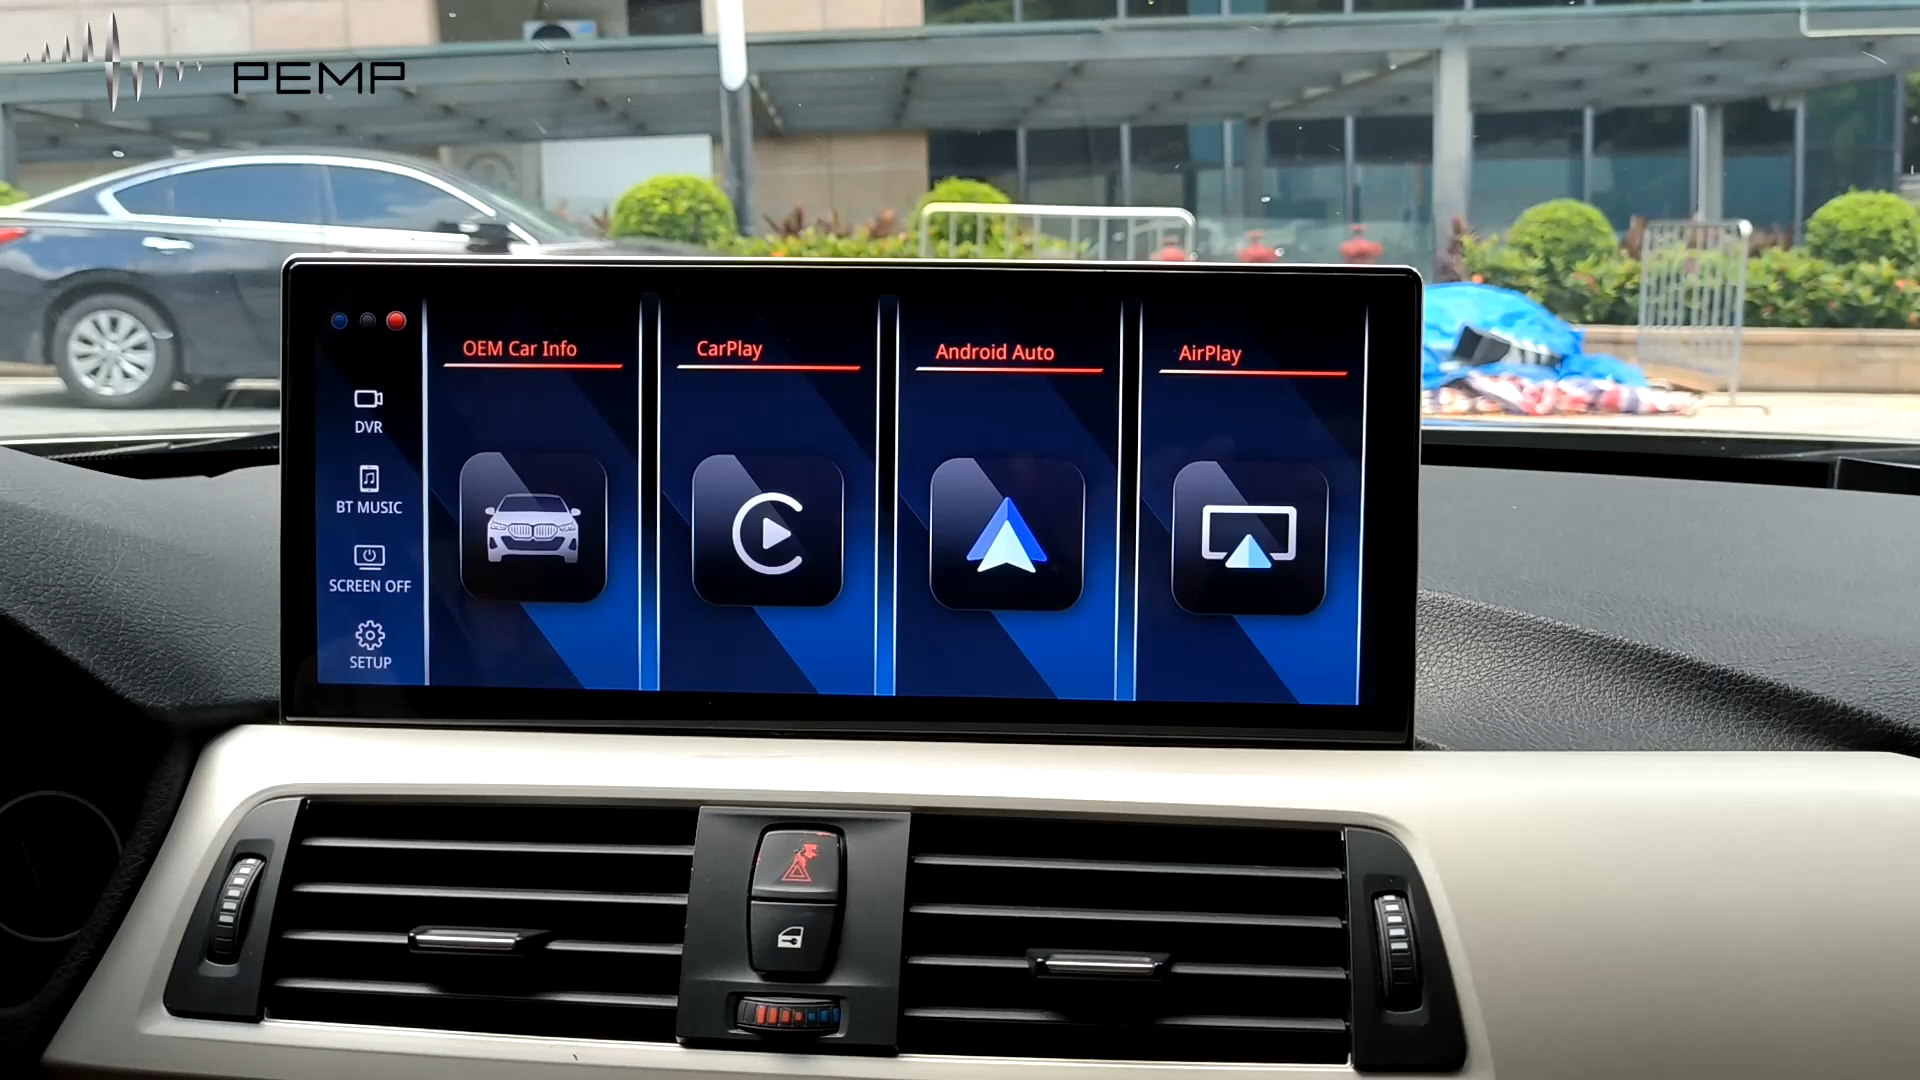 PEMP
OEM Car Info
CarPlay
Android Auto
AirPlay
DVR
BT MUSIC
SCREEN OFF
SETUP